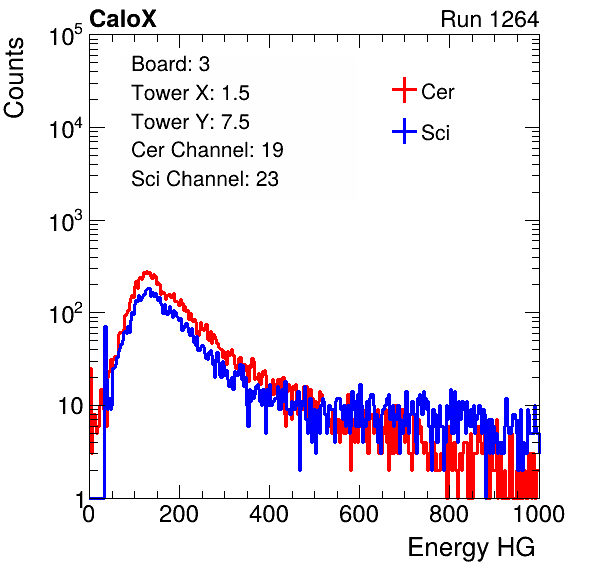 CaloX Run 1264
Counts
Board: 3
Tower X: 1.5
Tower Y: 7.5
Cer Channel: 19
Sci Channel: 23
Cer
Sci
10^5
10^4
10^3
10^2
10
1
0 200 400 600 800 1000
Energy HG